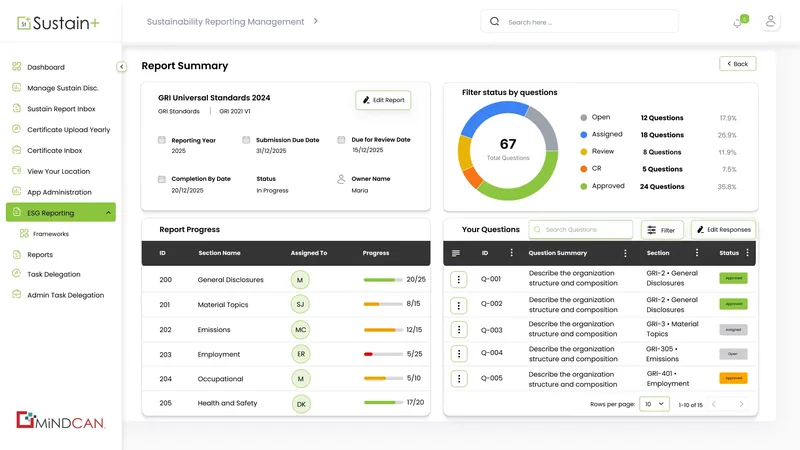 St Sustain+
Sustainability Reporting Management
Search here ...
Dashboard
Manage Sustain Disc.
Sustain Report Inbox
Certificate Upload Yearly
Certificate Inbox
View Your Location
App Administration
ESG Reporting
Frameworks
Reports
Task Delegation
Admin Task Delegation
MiNDCAN
Report Summary
Back
GRI Universal Standards 2024
GRI Standards | GRI 2021 V1
Edit Report
Reporting Year
2025
Submission Due Date
31/12/2025
Due for Review Date
15/12/2025
Completion By Date
20/12/2025
Status
In Progress
Owner Name
Maria
Filter status by questions
67
Total Questions
Open 12 Questions 17.9%
Assigned 18 Questions 26.9%
Review 8 Questions 11.9%
CR 5 Questions 7.5%
Approved 24 Questions 35.8%
Report Progress
ID Section Name Assigned To Progress
200 General Disclosures M 20/25
201 Material Topics SJ 8/15
202 Emissions MC 12/15
203 Employment ER 5/25
204 Occupational M 5/10
205 Health and Safety DK 17/20
Your Questions
Search Questions
Filter
Edit Responses
ID Question Summary Section Status
Q-001 Describe the organization structure and composition GRI-2 • General Disclosures Approved
Q-002 Describe the organization structure and composition GRI-2 • General Disclosures Approved
Q-003 Describe the organization structure and composition GRI-3 • Material Topics Assigned
Q-004 Describe the organization structure and composition GRI-305 • Emissions Open
Q-005 Describe the organization structure and composition GRI-401 • Employment Approved
Rows per page: 10 1-10 of 15